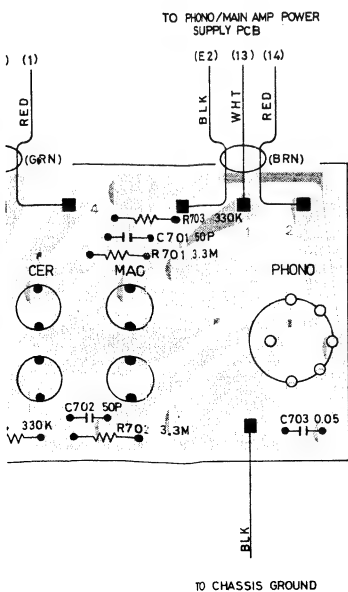 TO PHONO/MAIN AMP POWER
SUPPLY PCB
) (1) (E2) (13) (14)
RED BLK WHT RED
(GRN) (BRN)
4 R703 330K
C701 50P 1 2
R701 3.3M
CER MAG PHONO
C702 50P C703 0.05
330K R702 3.3M
BLK
TO CHASSIS GROUND